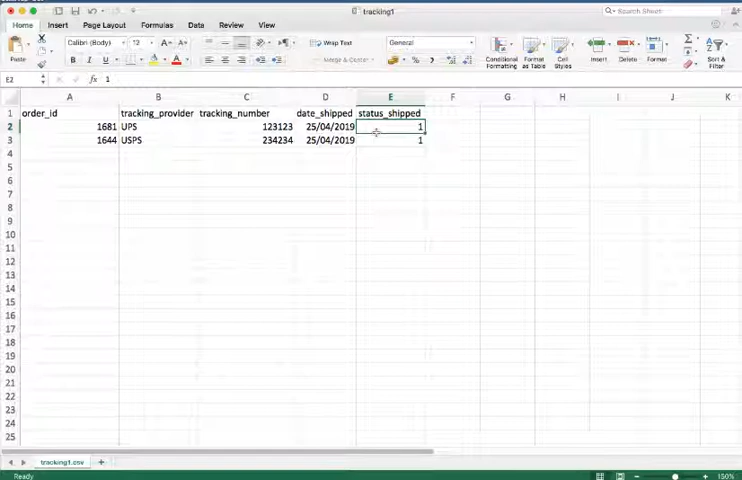 tracking1
Search Sheet
Home Insert Page Layout Formulas Data Review View
Paste Calibri (Body) 12 A A Wrap Text General Conditional Formatting Format as Table Cell Styles Insert Delete Format Sort & Filter
B I U A Merge & Center %
E2 fx 1
A B C D E F G H I J K
1 order_id tracking_provider tracking_number date_shipped status_shipped
2 1681 UPS 123123 25/04/2019 1
3 1644 USPS 234234 25/04/2019 1
4
5
6
7
8
9
10
11
12
13
14
15
16
17
18
19
20
21
22
23
24
25
tracking1.csv +
Ready 150%